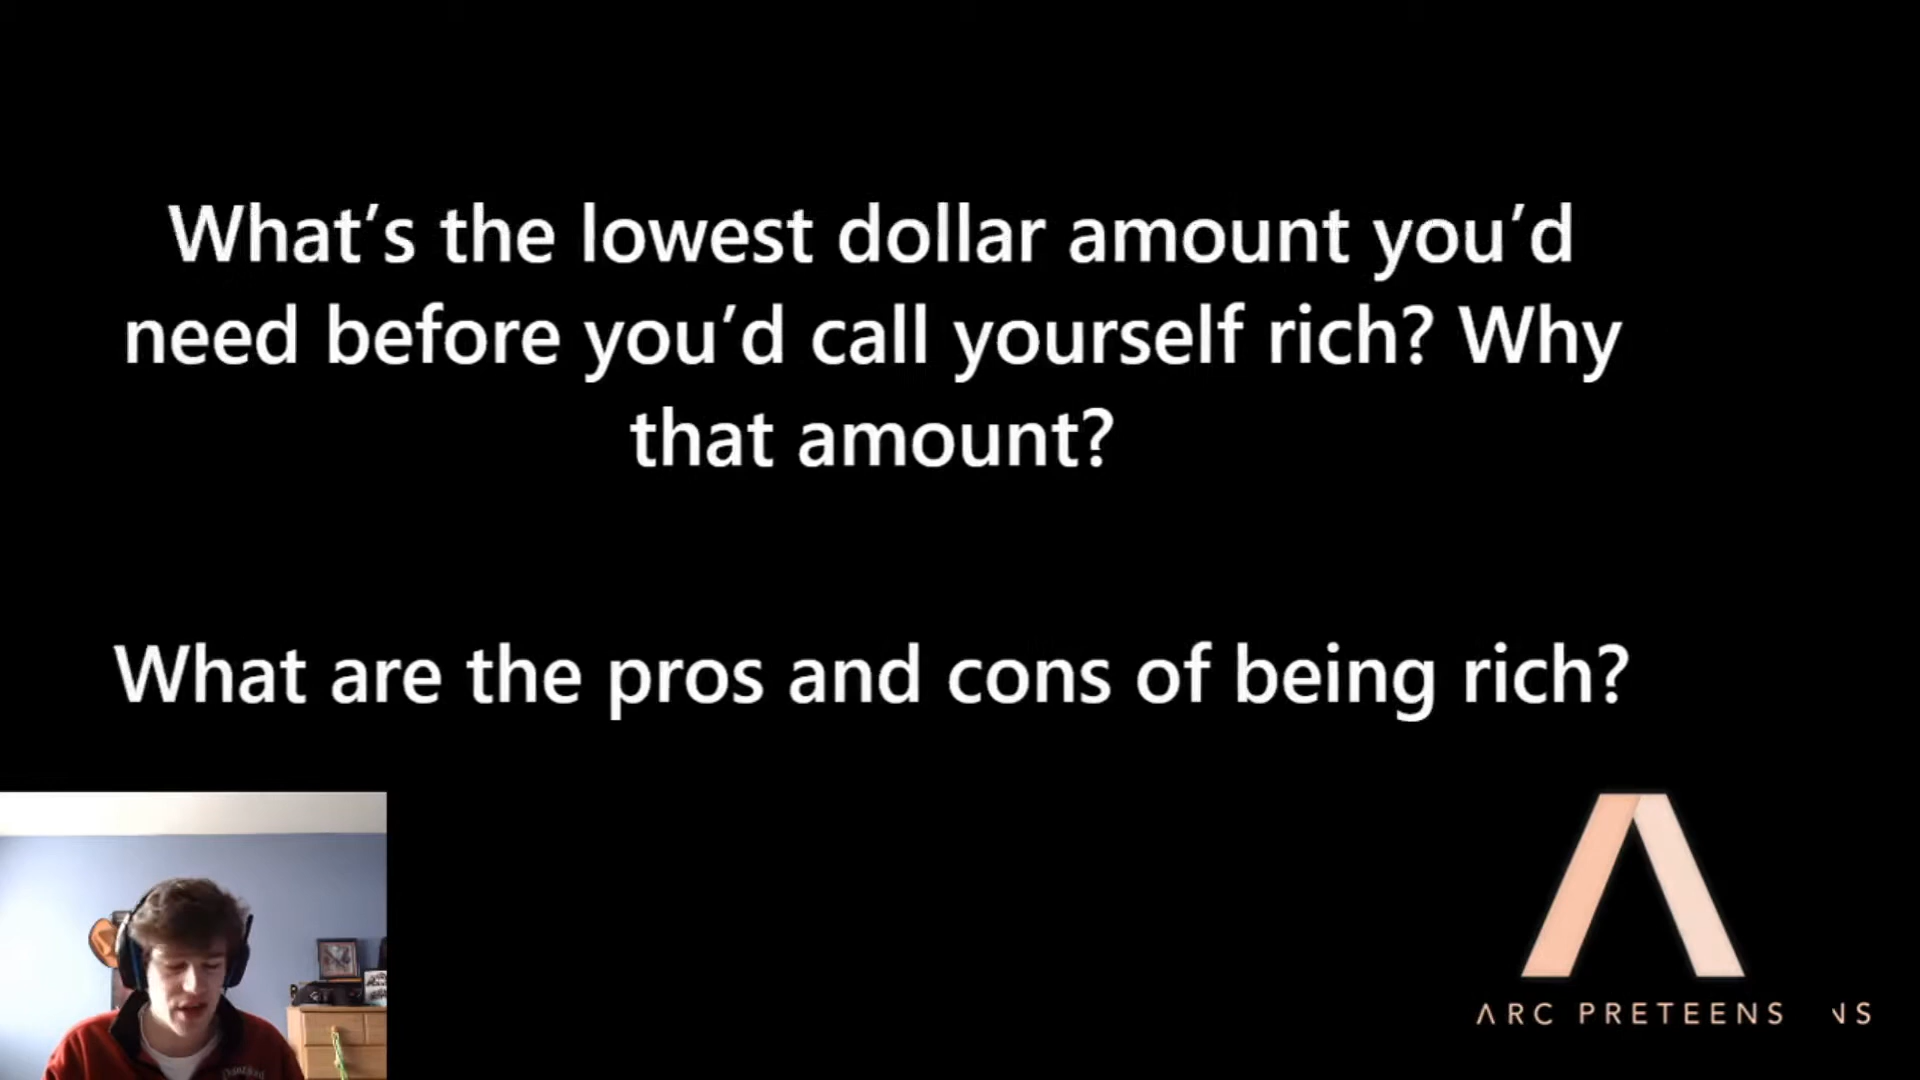 What’s the lowest dollar amount you’d
need before you’d call yourself rich? Why
that amount?
What are the pros and cons of being rich?
ARC PRETEENS NS